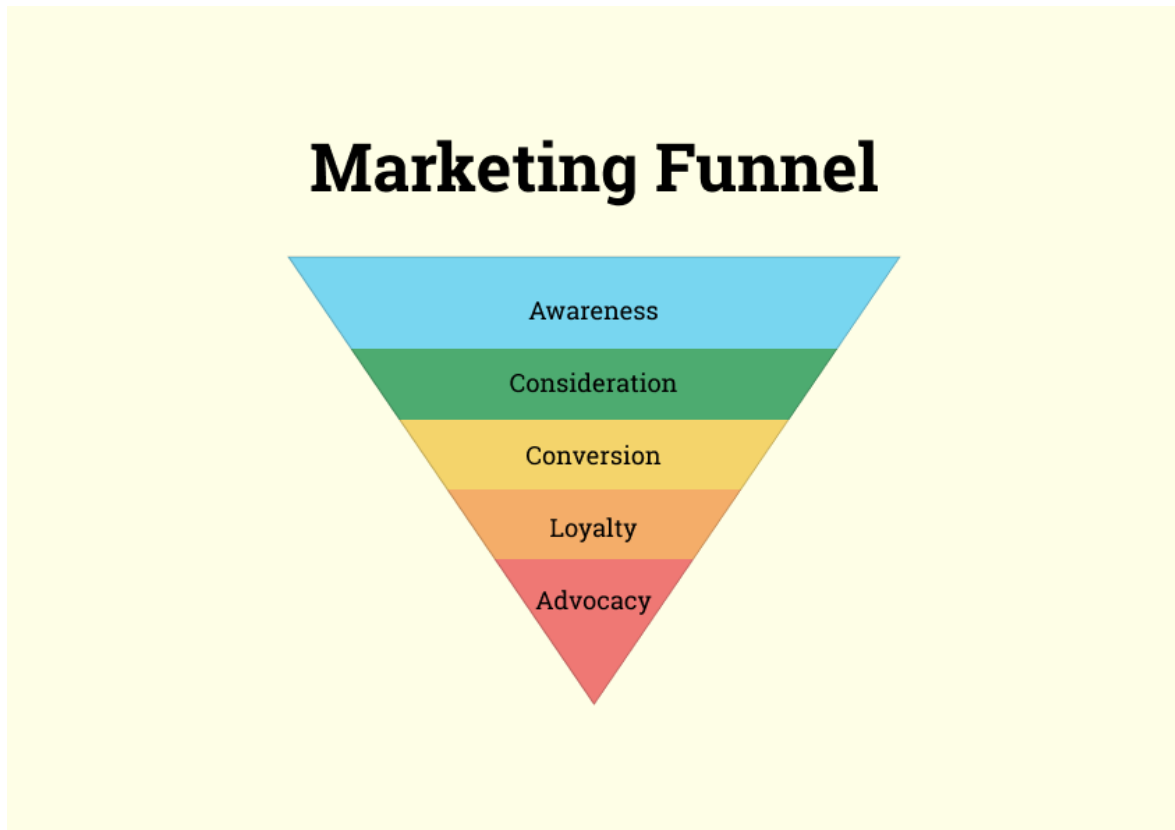 Marketing Funnel
Awareness
Consideration
Conversion
Loyalty
Advocacy